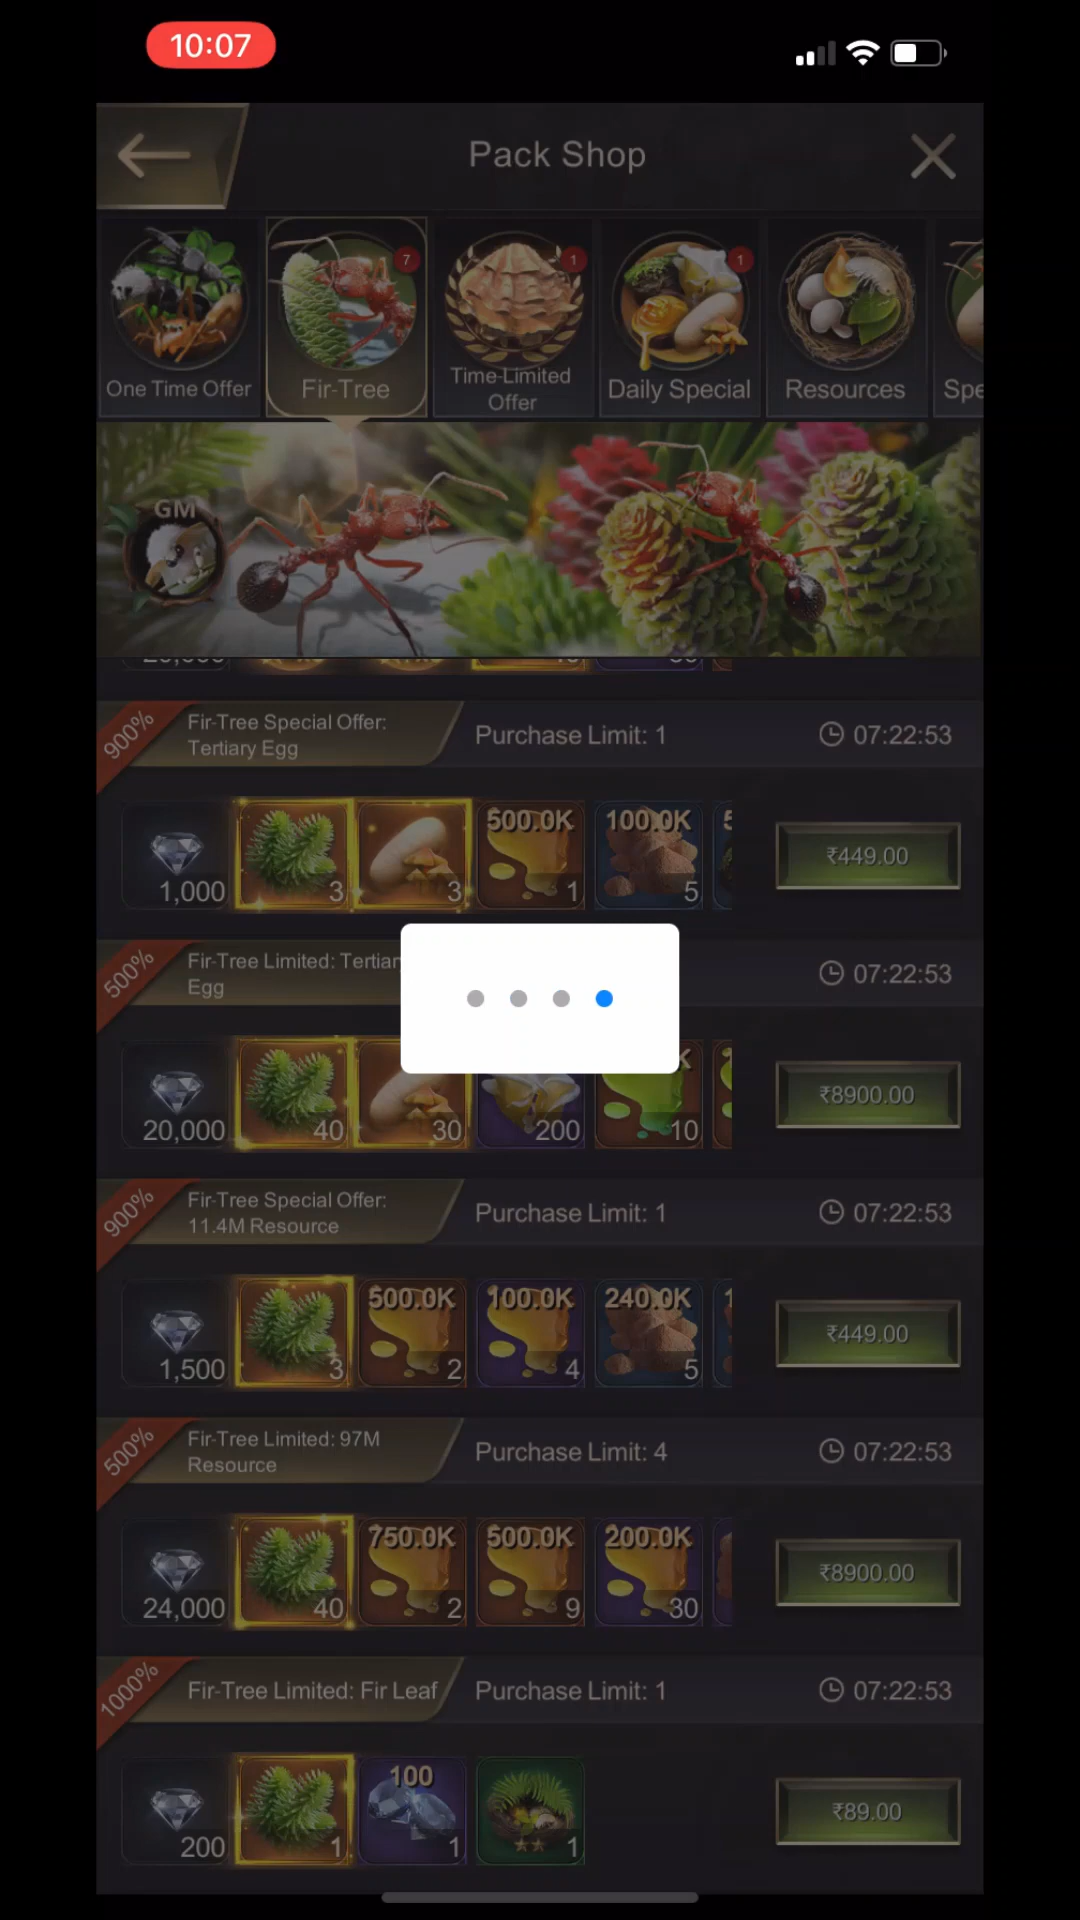 10:07
Pack Shop
7
1
1
One Time Offer
Fir-Tree
Time-Limited
Offer
Daily Special
Resources
Spe
GM
900%
Fir-Tree Special Offer:
Tertiary Egg
Purchase Limit: 1
07:22:53
1,000
3
3
500.0K
1
100.0K
5
₹449.00
500%
Fir-Tree Limited: Tertiar
Egg
07:22:53
20,000
40
30
200
K
10
₹8900.00
900%
Fir-Tree Special Offer:
11.4M Resource
Purchase Limit: 1
07:22:53
1,500
3
500.0K
2
100.0K
4
240.0K
5
₹449.00
500%
Fir-Tree Limited: 97M
Resource
Purchase Limit: 4
07:22:53
24,000
40
750.0K
2
500.0K
9
200.0K
30
₹8900.00
1000%
Fir-Tree Limited: Fir Leaf
Purchase Limit: 1
07:22:53
200
1
100
1
1
₹89.00